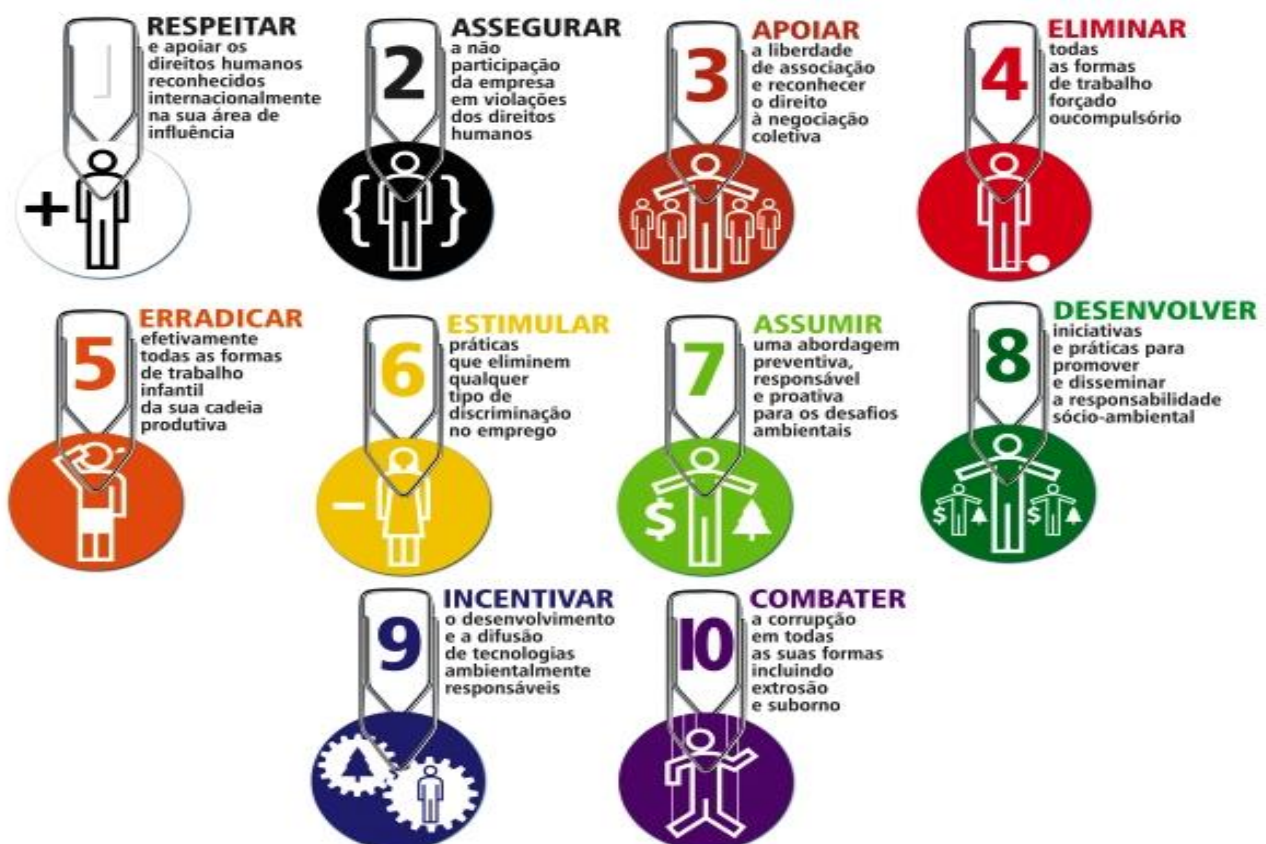 1
RESPEITAR
e apoiar os
direitos humanos
reconhecidos
internacionalmente
na sua área de
influência
+
2
ASSEGURAR
a não
participação
da empresa
em violações
dos direitos
humanos
{ }
3
APOIAR
a liberdade
de associação
e reconhecer
o direito
à negociação
coletiva
4
ELIMINAR
todas
as formas
de trabalho
forçado
oucompulsório
5
ERRADICAR
efetivamente
todas as formas
de trabalho
infantil
da sua cadeia
produtiva
6
ESTIMULAR
práticas
que eliminem
qualquer
tipo de
discriminação
no emprego
-
7
ASSUMIR
uma abordagem
preventiva,
responsável
e proativa
para os desafios
ambientais
$
8
DESENVOLVER
iniciativas
e práticas para
promover
e disseminar
a responsabilidade
sócio-ambiental
$ $
9
INCENTIVAR
o desenvolvimento
e a difusão
de tecnologias
ambientalmente
responsáveis
10
COMBATER
a corrupção
em todas
as suas formas
incluindo
extrosão
e suborno